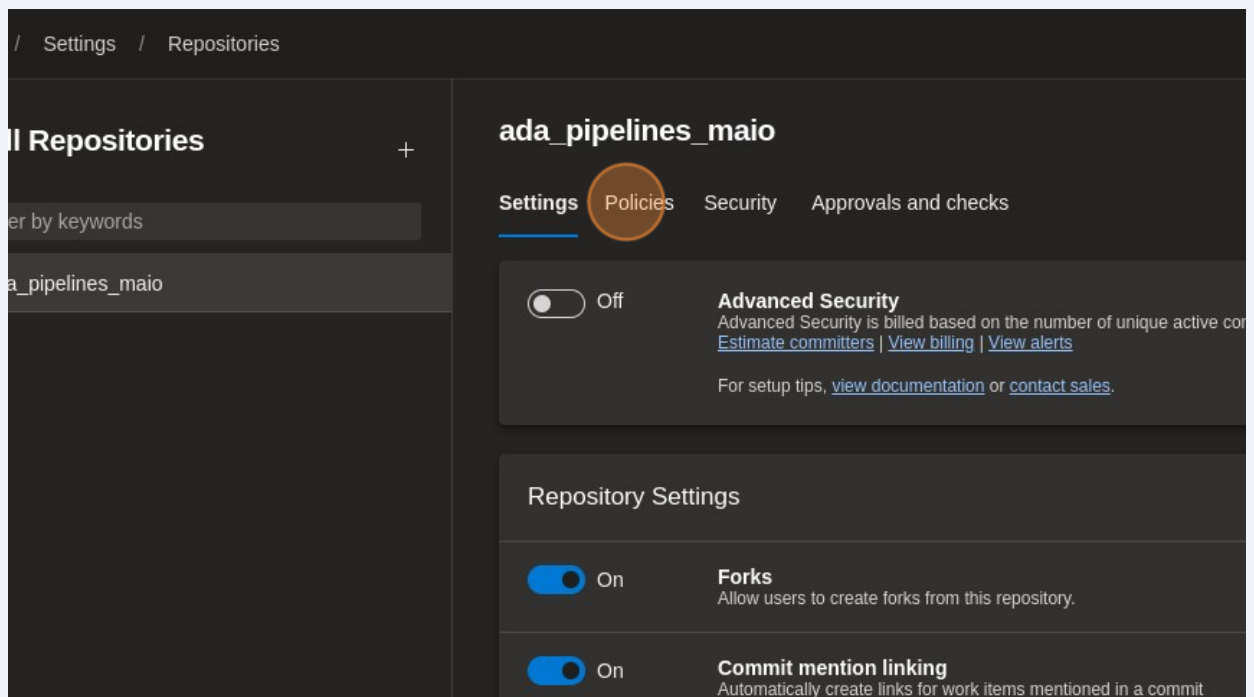 / Settings / Repositories
ll Repositories
+
er by keywords
a_pipelines_maio
ada_pipelines_maio
Settings Policies Security Approvals and checks
Off
Advanced Security
Advanced Security is billed based on the number of unique active cor
Estimate committers | View billing | View alerts
For setup tips, view documentation or contact sales.
Repository Settings
On
Forks
Allow users to create forks from this repository.
On
Commit mention linking
Automatically create links for work items mentioned in a commit